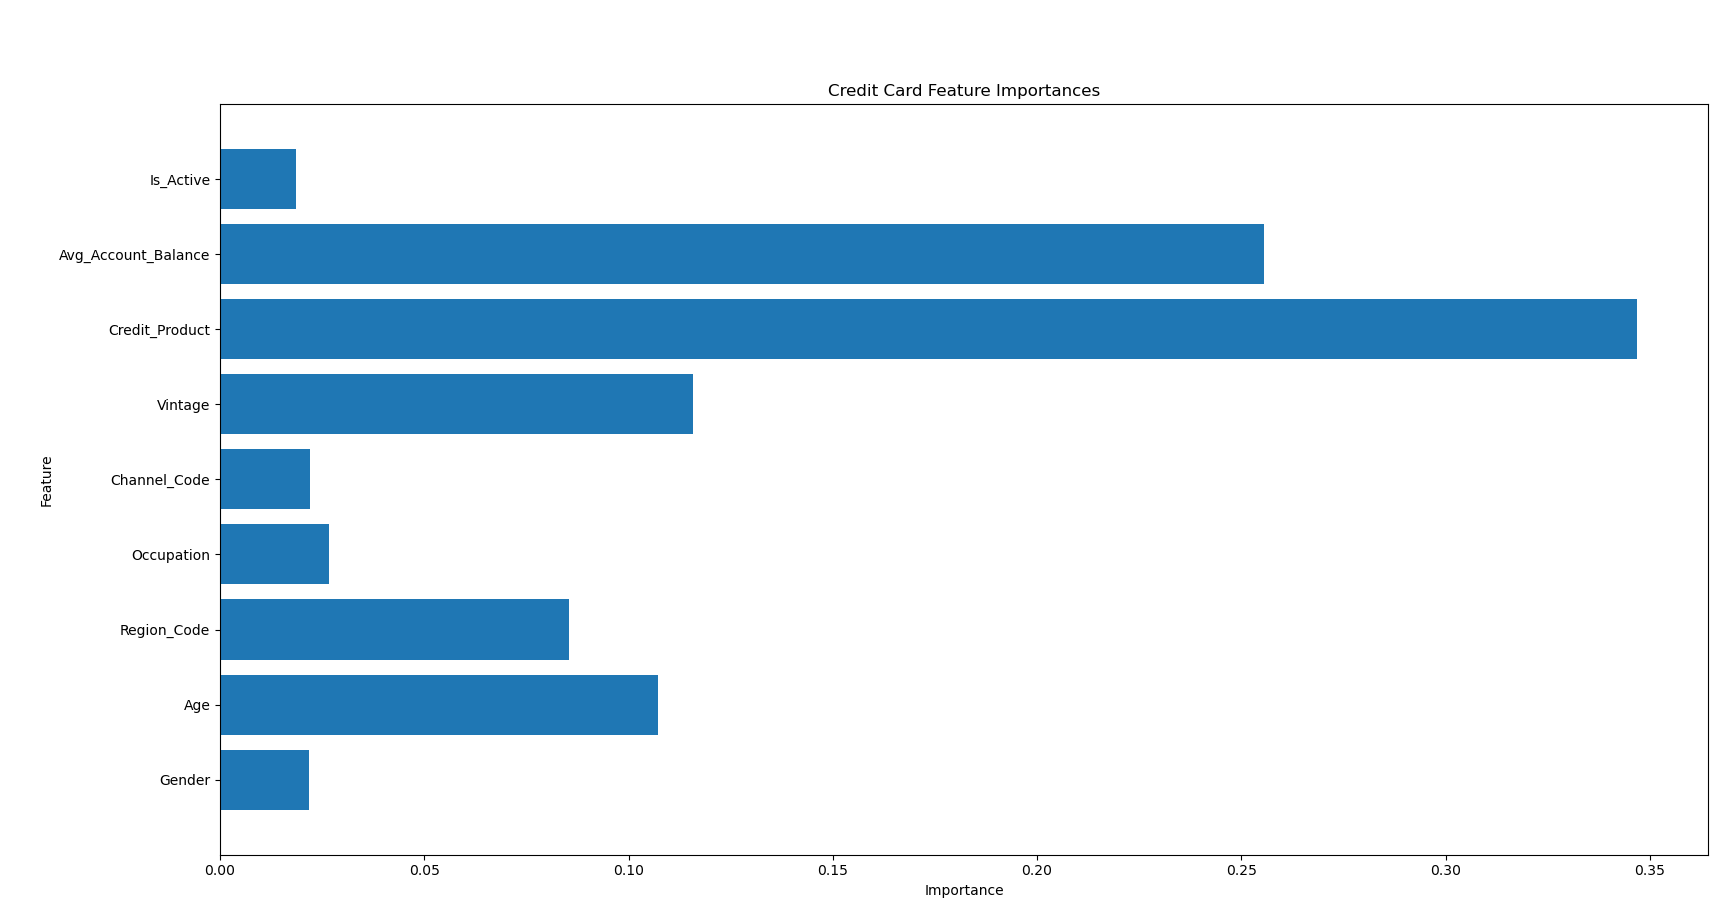 Credit Card Feature Importances
Is_Active
Avg_Account_Balance
Credit_Product
Vintage
Channel_Code
Occupation
Region_Code
Age
Gender
Feature
0.00 0.05 0.10 0.15 0.20 0.25 0.30 0.35
Importance